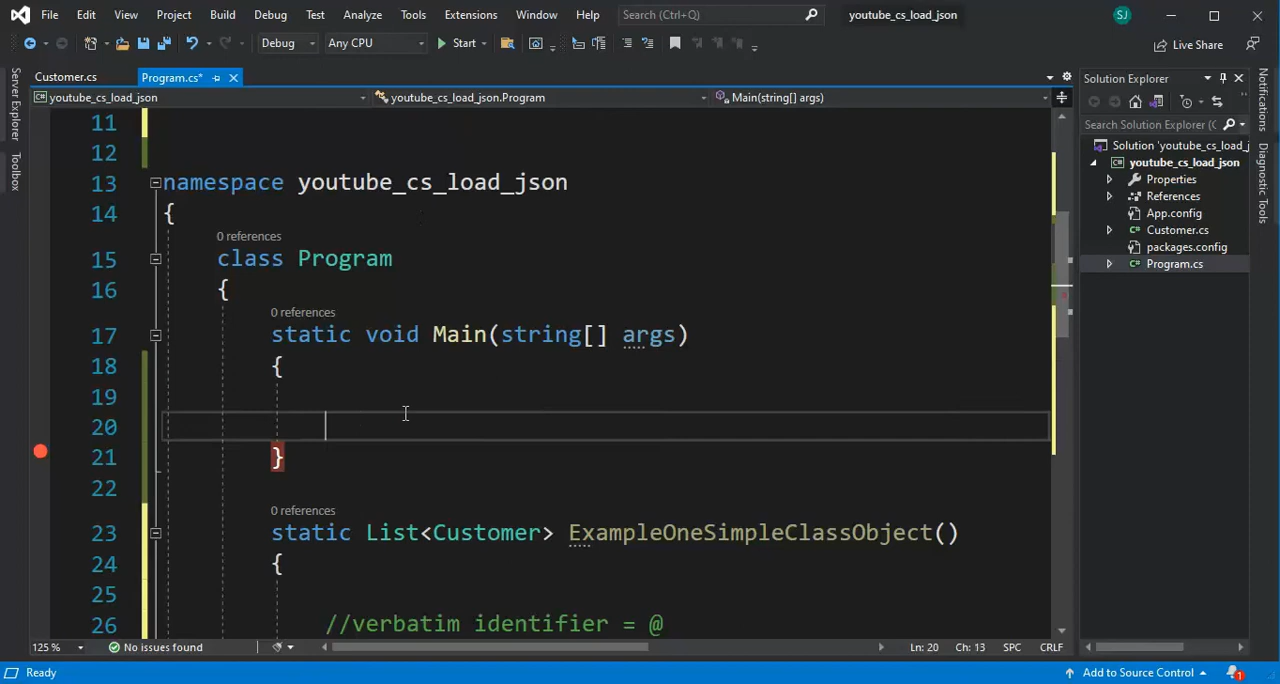 File Edit View Project Build Debug Test Analyze Tools Extensions Window Help Search (Ctrl+Q) youtube_cs_load_json SJ
Debug Any CPU Start Live Share
Customer.cs Program.cs* Solution Explorer
youtube_cs_load_json youtube_cs_load_json.Program Main(string[] args)
Search Solution Explorer (C
Solution 'youtube_cs_load_j
youtube_cs_load_json
Properties
References
App.config
Customer.cs
packages.config
Program.cs
Server Explorer
Toolbox
Notifications
Diagnostic Tools
11
12
13 namespace youtube_cs_load_json
14 {
0 references
15 class Program
16 {
0 references
17 static void Main(string[] args)
18 {
19
20
21 }
22
0 references
23 static List<Customer> ExampleOneSimpleClassObject()
24 {
25
26 //verbatim identifier = @
125 % No issues found Ln: 20 Ch: 13 SPC CRLF
Ready Add to Source Control 1